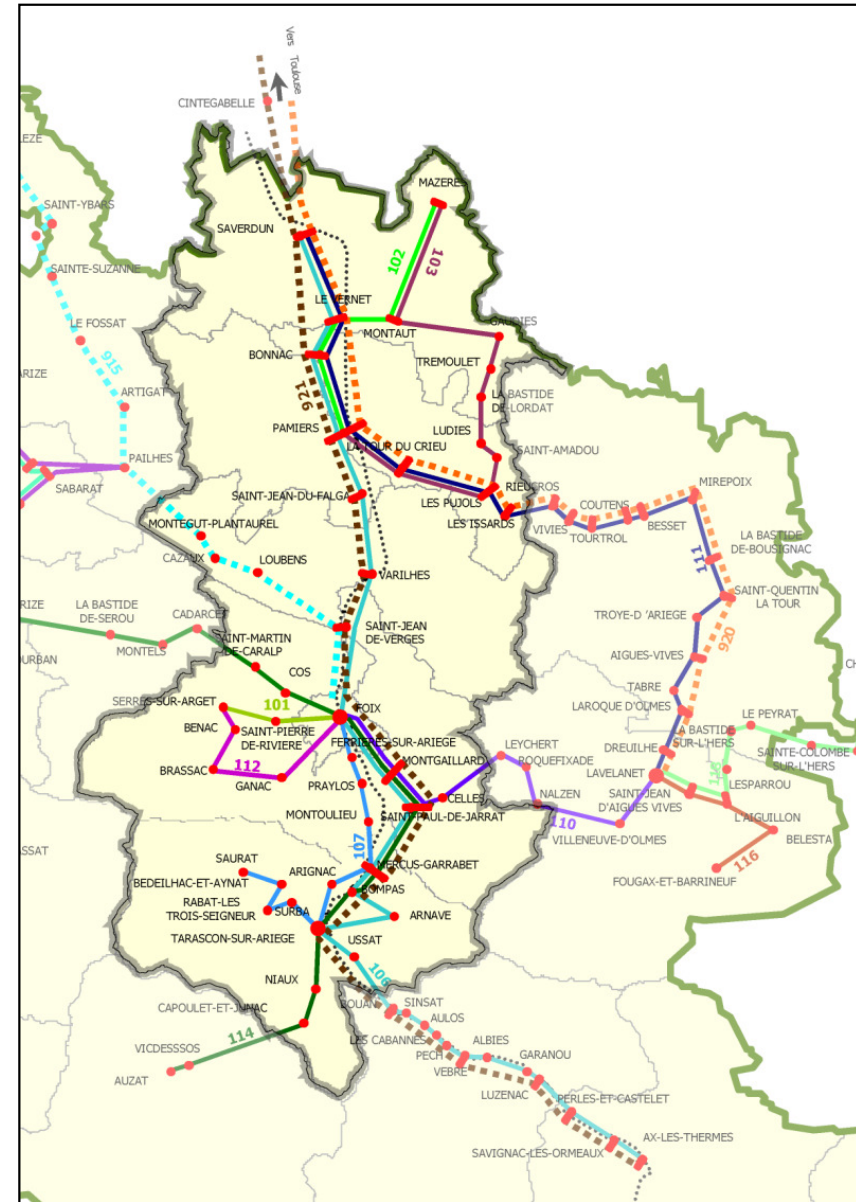 Vers Toulouse
CINTEGABELLE
LEZE
MAZERES
SAINT-YBARS
SAVERDUN
102
103
SAINTE-SUZANNE
LE VERNET
LE FOSSAT
MONTAUT
GAUDIES
915
BONNAC
TREMOULET
ARIZE
ARTIGAT
921
LA BASTIDE
DE-LORDAT
PAMIERS
LUDIES
LA TOUR DU CRIEU
PAILHES
SAINT-AMADOU
SABARAT
RIEUCROS
MIREPOIX
SAINT-JEAN-DU-FALGA
LES PUJOLS
COUTENS
MONTEGUT-PLANTAUREL
LES ISSARDS
VIVIES
BESSET
TOURTROL
LA BASTIDE
DE-BOUSIGNAC
CAZAUX
LOUBENS
111
VARILHES
SAINT-QUENTIN
LA TOUR
RIZE
LA BASTIDE
DE-SEROU
CADARCET
TROYE-D 'ARIEGE
SAINT-JEAN
DE-VERGES
920
AINT-MARTIN
DE-CARALP
MONTELS
OURBAN
AIGUES-VIVES
CH
COS
TABRE
SERRES-SUR-ARGET
101
FOIX
LAROQUE D'OLMES
LE PEYRAT
BENAC
SAINT-PIERRE
DE-RIVIERE
FERRIERES-SUR-ARIEGE
LA BASTIDE
SUR-L'HERS
LEYCHERT
DREUILHE
SAINTE-COLOMBE
SUR-L'HERS
112
MONTGAILLARD
ROQUEFIXADE
BRASSAC
GANAC
PRAYLOS
CELLES
LAVELANET
LESPARROU
NALZEN
SAINT-JEAN
D'AIGUES VIVES
MONTOULIEU
SAINT-PAUL-DE-JARRAT
L'AIGUILLON
110
VILLENEUVE-D'OLMES
BELESTA
SSAT
107
116
SAURAT
ARIGNAC
MERCUS-GARRABET
FOUGAX-ET-BARRINEUF
BEDEILHAC-ET-AYNAT
BOMPAS
RABAT-LES
TROIS-SEIGNEUR
SURBA
ARNAVE
TARASCON-SUR-ARIEGE
USSAT
NIAUX
106
CAPOULET-ET-JUNAC
SINSAT
AULOS
114
LES CABANNES
VICDESSSOS
PECH
ALBIES
AUZAT
VEBRE
GARANOU
LUZENAC
PERLES-ET-CASTELET
AX-LES-THERMES
SAVIGNAC-LES-ORMEAUX